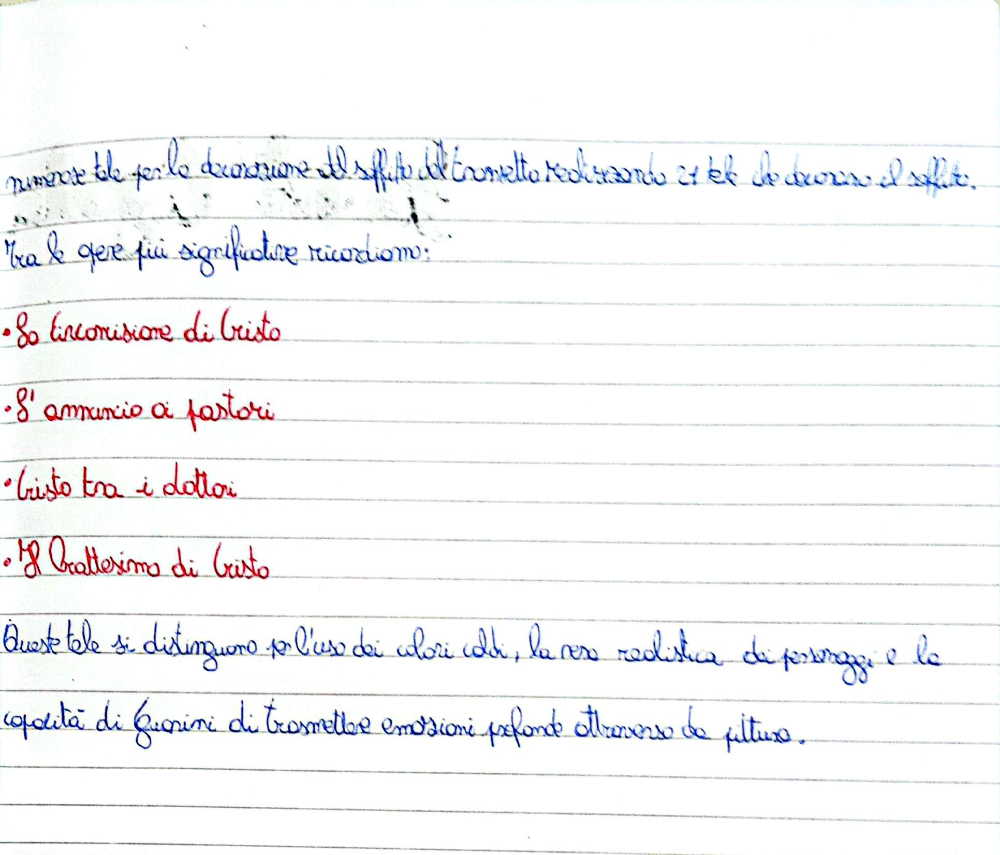 numerose tele per la decorazione del soffitto del transetto realizzando 21 tele che decorano il soffitto.
Tra le opere più significative ricordiamo:
• La Circoncisione di Cristo
• L'annuncio ai pastori
• Cristo tra i dottori
• Il Battesimo di Cristo
Queste tele si distinguono per l'uso dei colori caldi, la resa realistica dei personaggi e la
capacità di Guarini di trasmettere emozioni profonde attraverso la pittura.